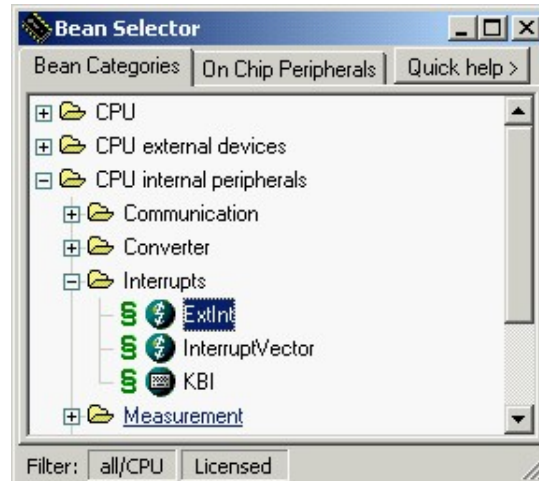 Bean Selector
Bean Categories On Chip Peripherals Quick help >
CPU
CPU external devices
CPU internal peripherals
Communication
Converter
Interrupts
ExtInt
InterruptVector
KBI
Measurement
Filter: all/CPU Licensed